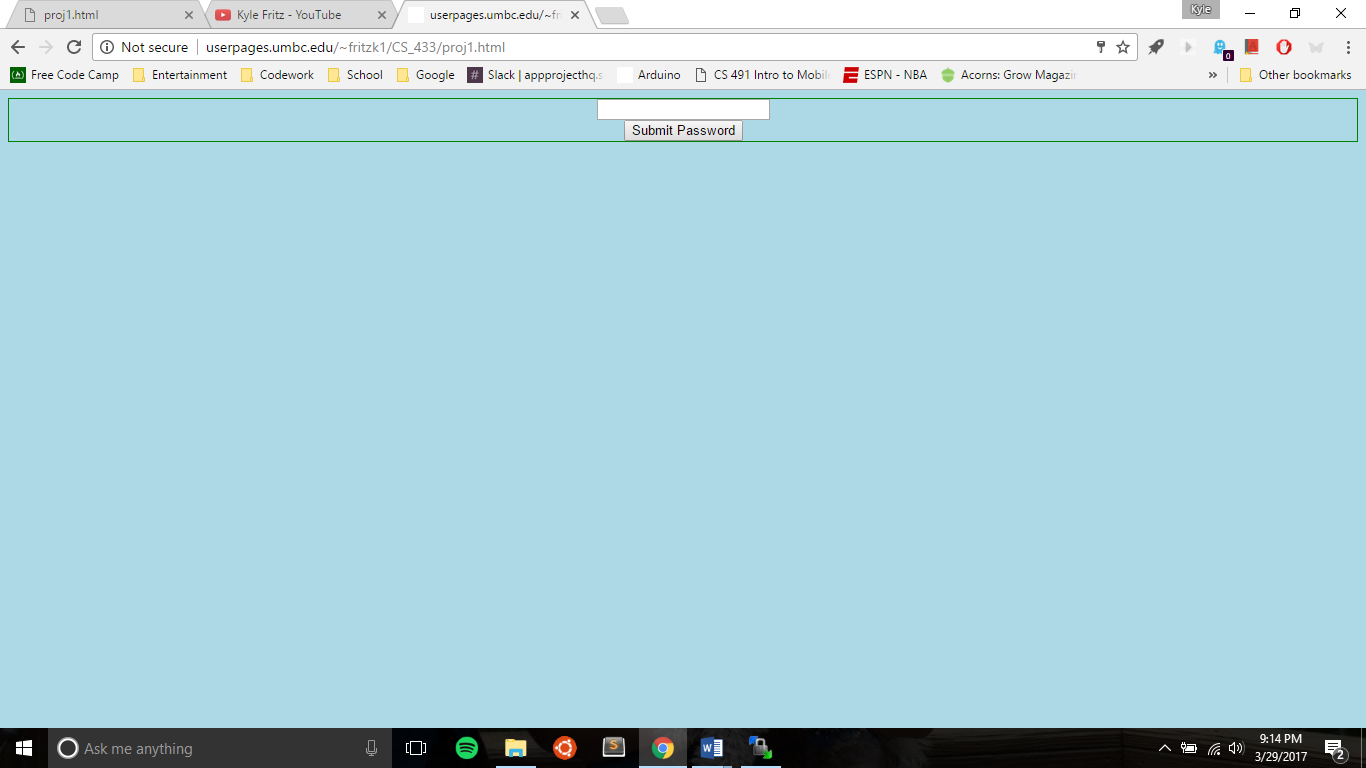 proj1.html
Kyle Fritz - YouTube
userpages.umbc.edu/~fr
Kyle
Not secure
userpages.umbc.edu/~fritzk1/CS_433/proj1.html
0
Free Code Camp
Entertainment
Codework
School
Google
# Slack | appprojecthq.s
Arduino
CS 491 Intro to Mobil
ESPN - NBA
Acorns: Grow Magazi
»
Other bookmarks
Submit Password
Ask me anything
S
W
9:14 PM
3/29/2017
2